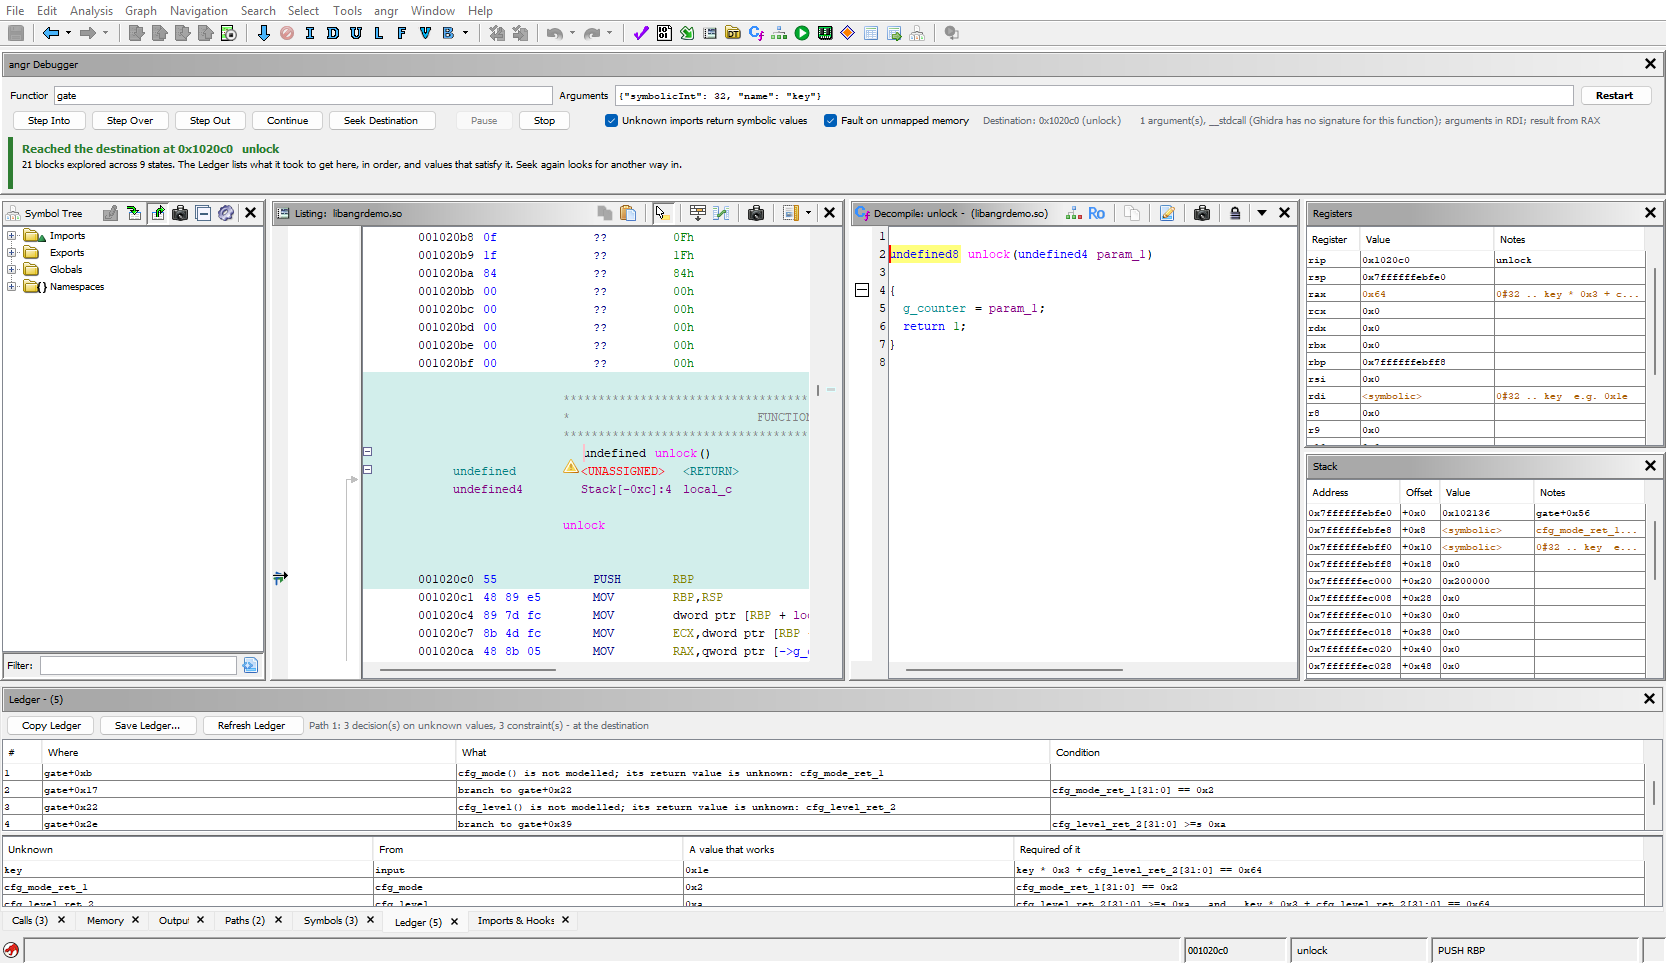 File Edit Analysis Graph Navigation Search Select Tools angr Window Help
angr Debugger
Function gate Arguments {"symbolicInt": 32, "name": "key"} Restart
Step Into Step Over Step Out Continue Seek Destination Pause Stop Unknown imports return symbolic values Fault on unmapped memory Destination: 0x1020c0 (unlock) 1 argument(s), __stdcall (Ghidra has no signature for this function); arguments in RDI; result from RAX
Reached the destination at 0x1020c0 unlock
21 blocks explored across 9 states. The Ledger lists what it took to get here, in order, and values that satisfy it. Seek again looks for another way in.
Symbol Tree
Imports
Exports
Globals
Namespaces
Filter:
Listing: libangrdemo.so
001020b8 0f ?? 0Fh
001020b9 1f ?? 1Fh
001020ba 84 ?? 84h
001020bb 00 ?? 00h
001020bc 00 ?? 00h
001020bd 00 ?? 00h
001020be 00 ?? 00h
001020bf 00 ?? 00h
***********************************
* FUNCTION
***********************************
undefined unlock()
undefined <UNASSIGNED> <RETURN>
undefined4 Stack[-0xc]:4 local_c
unlock
001020c0 55 PUSH RBP
001020c1 48 89 e5 MOV RBP,RSP
001020c4 89 7d fc MOV dword ptr [RBP + lo
001020c7 8b 4d fc MOV ECX,dword ptr [RBP
001020ca 48 8b 05 MOV RAX,qword ptr [->g_
Decompile: unlock - (libangrdemo.so)
Ro
1
2 undefined8 unlock(undefined4 param_1)
3
4 {
5 g_counter = param_1;
6 return 1;
7 }
8
Registers
Register Value Notes
rip 0x1020c0 unlock
rsp 0x7ffffffebfe0
rax 0x64 0#32 .. key * 0x3 + c...
rcx 0x0
rdx 0x0
rbx 0x0
rbp 0x7ffffffebff8
rsi 0x0
rdi <symbolic> 0#32 .. key e.g. 0x1e
r8 0x0
r9 0x0
Stack
Address Offset Value Notes
0x7ffffffebfe0 +0x0 0x102136 gate+0x56
0x7ffffffebfe8 +0x8 <symbolic> cfg_mode_ret_1...
0x7ffffffebff0 +0x10 <symbolic> 0#32 .. key e...
0x7ffffffebff8 +0x18 0x0
0x7ffffffec000 +0x20 0x200000
0x7ffffffec008 +0x28 0x0
0x7ffffffec010 +0x30 0x0
0x7ffffffec018 +0x38 0x0
0x7ffffffec020 +0x40 0x0
0x7ffffffec028 +0x48 0x0
Ledger - (5)
Copy Ledger Save Ledger... Refresh Ledger Path 1: 3 decision(s) on unknown values, 3 constraint(s) - at the destination
# Where What Condition
1 gate+0xb cfg_mode() is not modelled; its return value is unknown: cfg_mode_ret_1
2 gate+0x17 branch to gate+0x22 cfg_mode_ret_1[31:0] == 0x2
3 gate+0x22 cfg_level() is not modelled; its return value is unknown: cfg_level_ret_2
4 gate+0x2e branch to gate+0x39 cfg_level_ret_2[31:0] >=s 0xa
Unknown From A value that works Required of it
key input 0x1e key * 0x3 + cfg_level_ret_2[31:0] == 0x64
cfg_mode_ret_1 cfg_mode 0x2 cfg_mode_ret_1[31:0] == 0x2
cfg_level_ret_2 cfg_level 0xa cfg_level_ret_2[31:0] >=s 0xa and key * 0x3 + cfg_level_ret_2[31:0] == 0x64
Calls (3) Memory Output Paths (2) Symbols (3) Ledger (5) Imports & Hooks
001020c0 unlock PUSH RBP